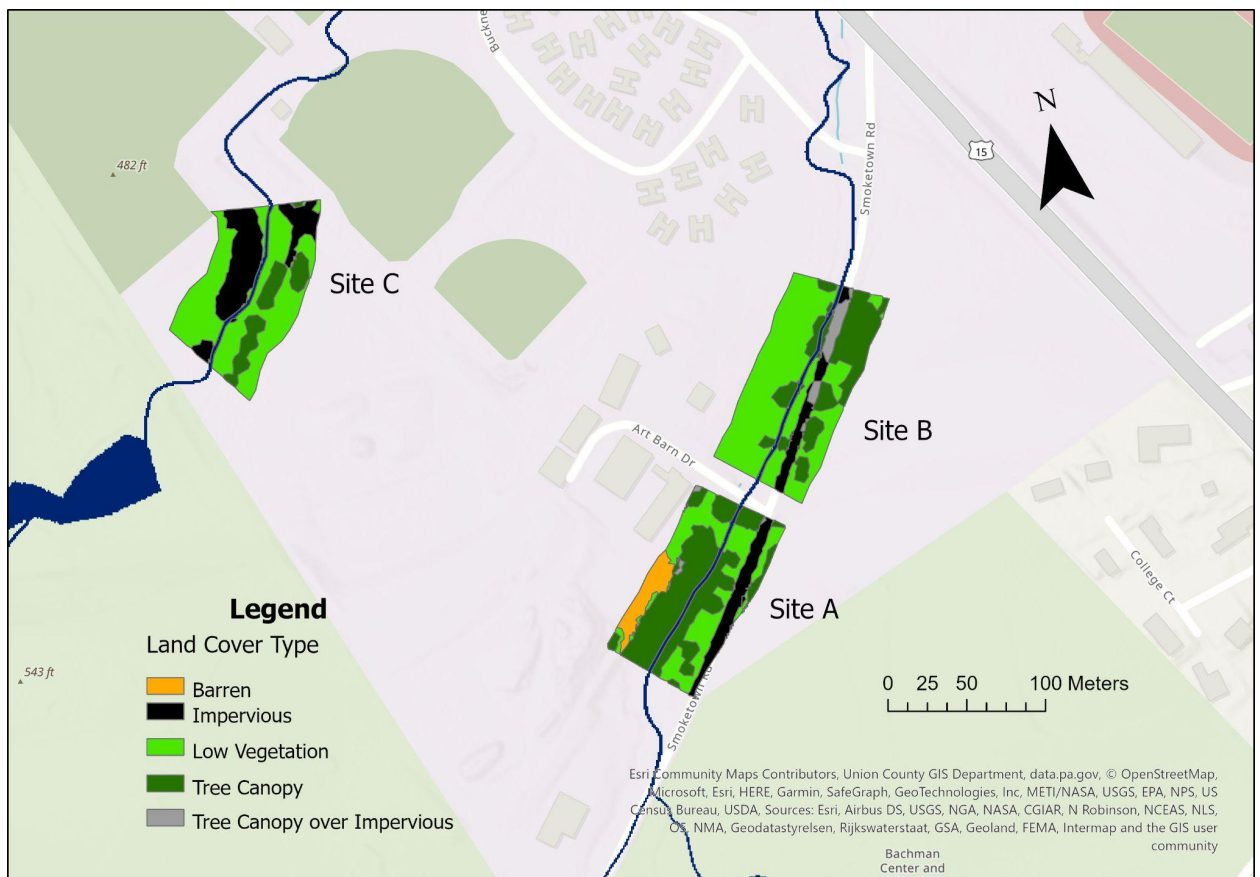 Buckne
482 ft
Smoketown Rd
15
N
Site C
Site B
Art Barn Dr
Site A
College Ct
Smoketown Rd
543 ft
Legend
Land Cover Type
Barren
Impervious
Low Vegetation
Tree Canopy
Tree Canopy over Impervious
0 25 50 100 Meters
Esri Community Maps Contributors, Union County GIS Department, data.pa.gov, © OpenStreetMap,
Microsoft, Esri, HERE, Garmin, SafeGraph, GeoTechnologies, Inc, METI/NASA, USGS, EPA, NPS, US
Census Bureau, USDA, Sources: Esri, Airbus DS, USGS, NGA, NASA, CGIAR, N Robinson, NCEAS, NLS,
OS, NMA, Geodatastyrelsen, Rijkswaterstaat, GSA, Geoland, FEMA, Intermap and the GIS user
community
Bachman
Center and